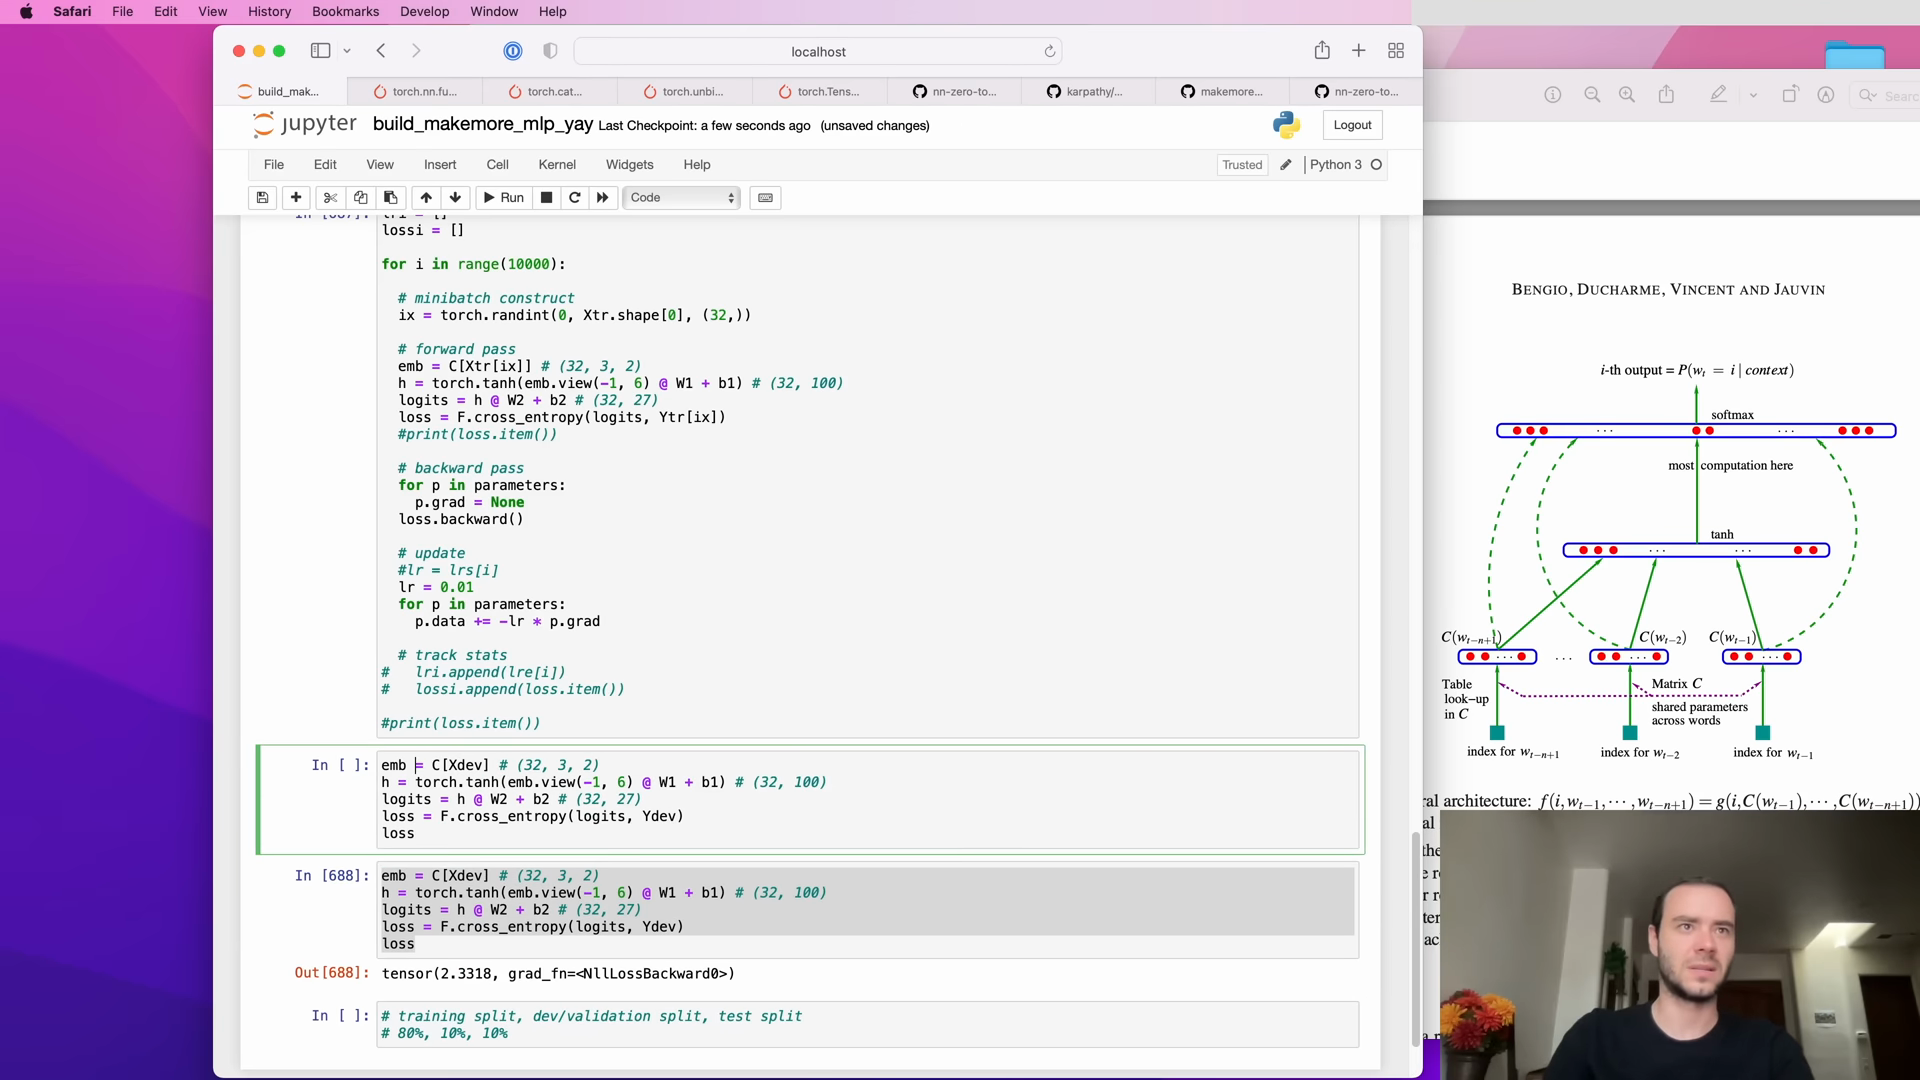 Safari File Edit View History Bookmarks Develop Window Help
localhost
build_mak... torch.nn.fu... torch.cat... torch.unbi... torch.Tens... nn-zero-to... karpathy/... makemore... nn-zero-to...
jupyter build_makemore_mlp_yay Last Checkpoint: a few seconds ago (unsaved changes) Logout
File Edit View Insert Cell Kernel Widgets Help Trusted Python 3
Run Code
In [687]: lri = []
lossi = []
for i in range(10000):
# minibatch construct
ix = torch.randint(0, Xtr.shape[0], (32,))
# forward pass
emb = C[Xtr[ix]] # (32, 3, 2)
h = torch.tanh(emb.view(-1, 6) @ W1 + b1) # (32, 100)
logits = h @ W2 + b2 # (32, 27)
loss = F.cross_entropy(logits, Ytr[ix])
#print(loss.item())
# backward pass
for p in parameters:
p.grad = None
loss.backward()
# update
#lr = lrs[i]
lr = 0.01
for p in parameters:
p.data += -lr * p.grad
# track stats
#   lri.append(lre[i])
#   lossi.append(loss.item())
#print(loss.item())
In [ ]: emb = C[Xdev] # (32, 3, 2)
h = torch.tanh(emb.view(-1, 6) @ W1 + b1) # (32, 100)
logits = h @ W2 + b2 # (32, 27)
loss = F.cross_entropy(logits, Ydev)
loss
In [688]: emb = C[Xdev] # (32, 3, 2)
h = torch.tanh(emb.view(-1, 6) @ W1 + b1) # (32, 100)
logits = h @ W2 + b2 # (32, 27)
loss = F.cross_entropy(logits, Ydev)
loss
Out[688]: tensor(2.3318, grad_fn=<NllLossBackward0>)
In [ ]: # training split, dev/validation split, test split
# 80%, 10%, 10%
Searc
BENGIO, DUCHARME, VINCENT AND JAUVIN
i-th output = P(w_t = i | context)
softmax
... ...
most computation here
tanh
... ...
C(w_{t−n+1}) C(w_{t−2}) C(w_{t−1})
... ... ... ...
Table look−up in C
Matrix C
shared parameters across words
index for w_{t−n+1} index for w_{t−2} index for w_{t−1}
ral architecture: f(i, w_{t−1}, ⋯, w_{t−n+1}) = g(i, C(w_{t−1}), ⋯, C(w_{t−n+1}))
al
the